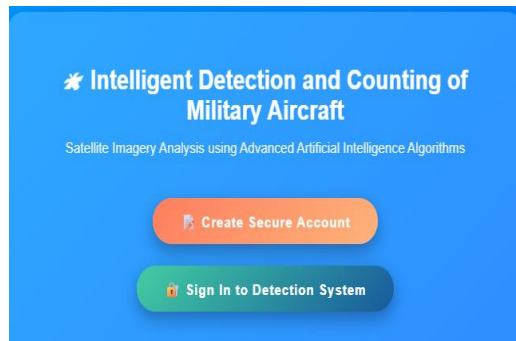 Intelligent Detection and Counting of
Military Aircraft
Satellite Imagery Analysis using Advanced Artificial Intelligence Algorithms
Create Secure Account
Sign In to Detection System